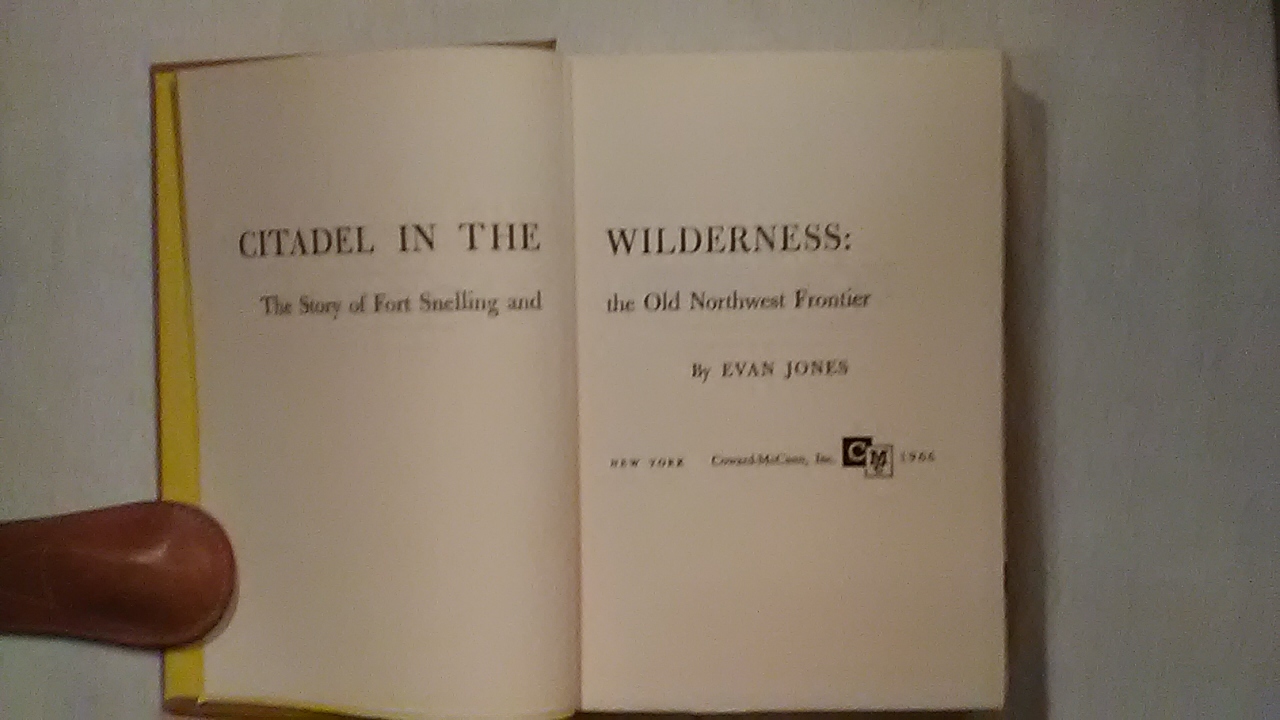 CITADEL IN THE WILDERNESS:
The Story of Fort Snelling and the Old Northwest Frontier
By EVAN JONES
NEW YORK Coward-McCann, Inc. CM 1966